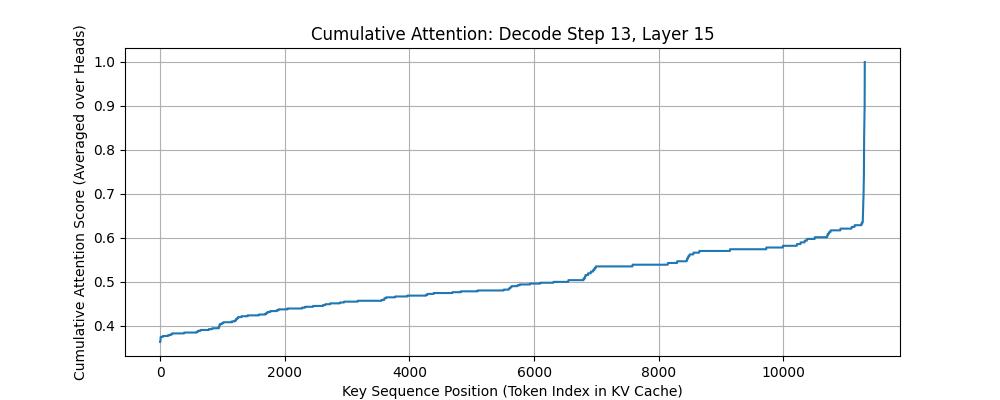 Cumulative Attention: Decode Step 13, Layer 15
Cumulative Attention Score (Averaged over Heads)
1.0
0.9
0.8
0.7
0.6
0.5
0.4
0 2000 4000 6000 8000 10000
Key Sequence Position (Token Index in KV Cache)